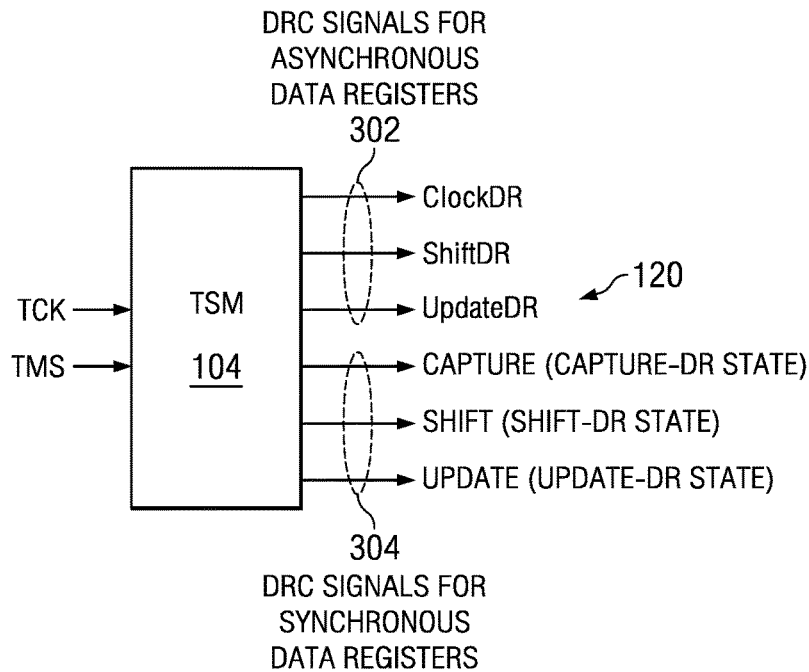 DRC SIGNALS FOR
ASYNCHRONOUS
DATA REGISTERS
302
ClockDR
ShiftDR
120
TCK
TSM
UpdateDR
TMS
104
CAPTURE (CAPTURE-DR STATE)
SHIFT (SHIFT-DR STATE)
UPDATE (UPDATE-DR STATE)
304
DRC SIGNALS FOR
SYNCHRONOUS
DATA REGISTERS